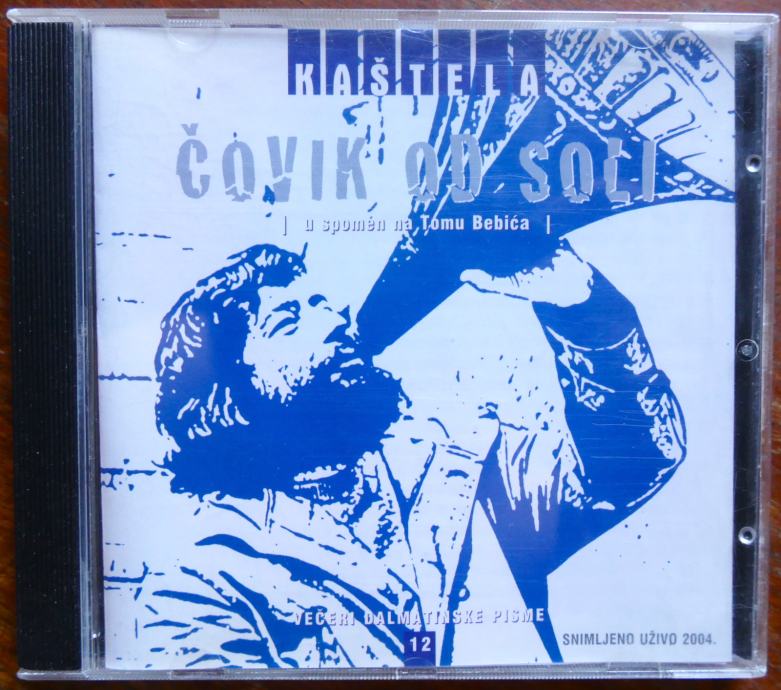 KAŠTELA
ČOVIK OD SOLI
| u spomen na Tomu Bebića |
VEČERI DALMATINSKE PISME
12
SNIMLJENO UŽIVO 2004.